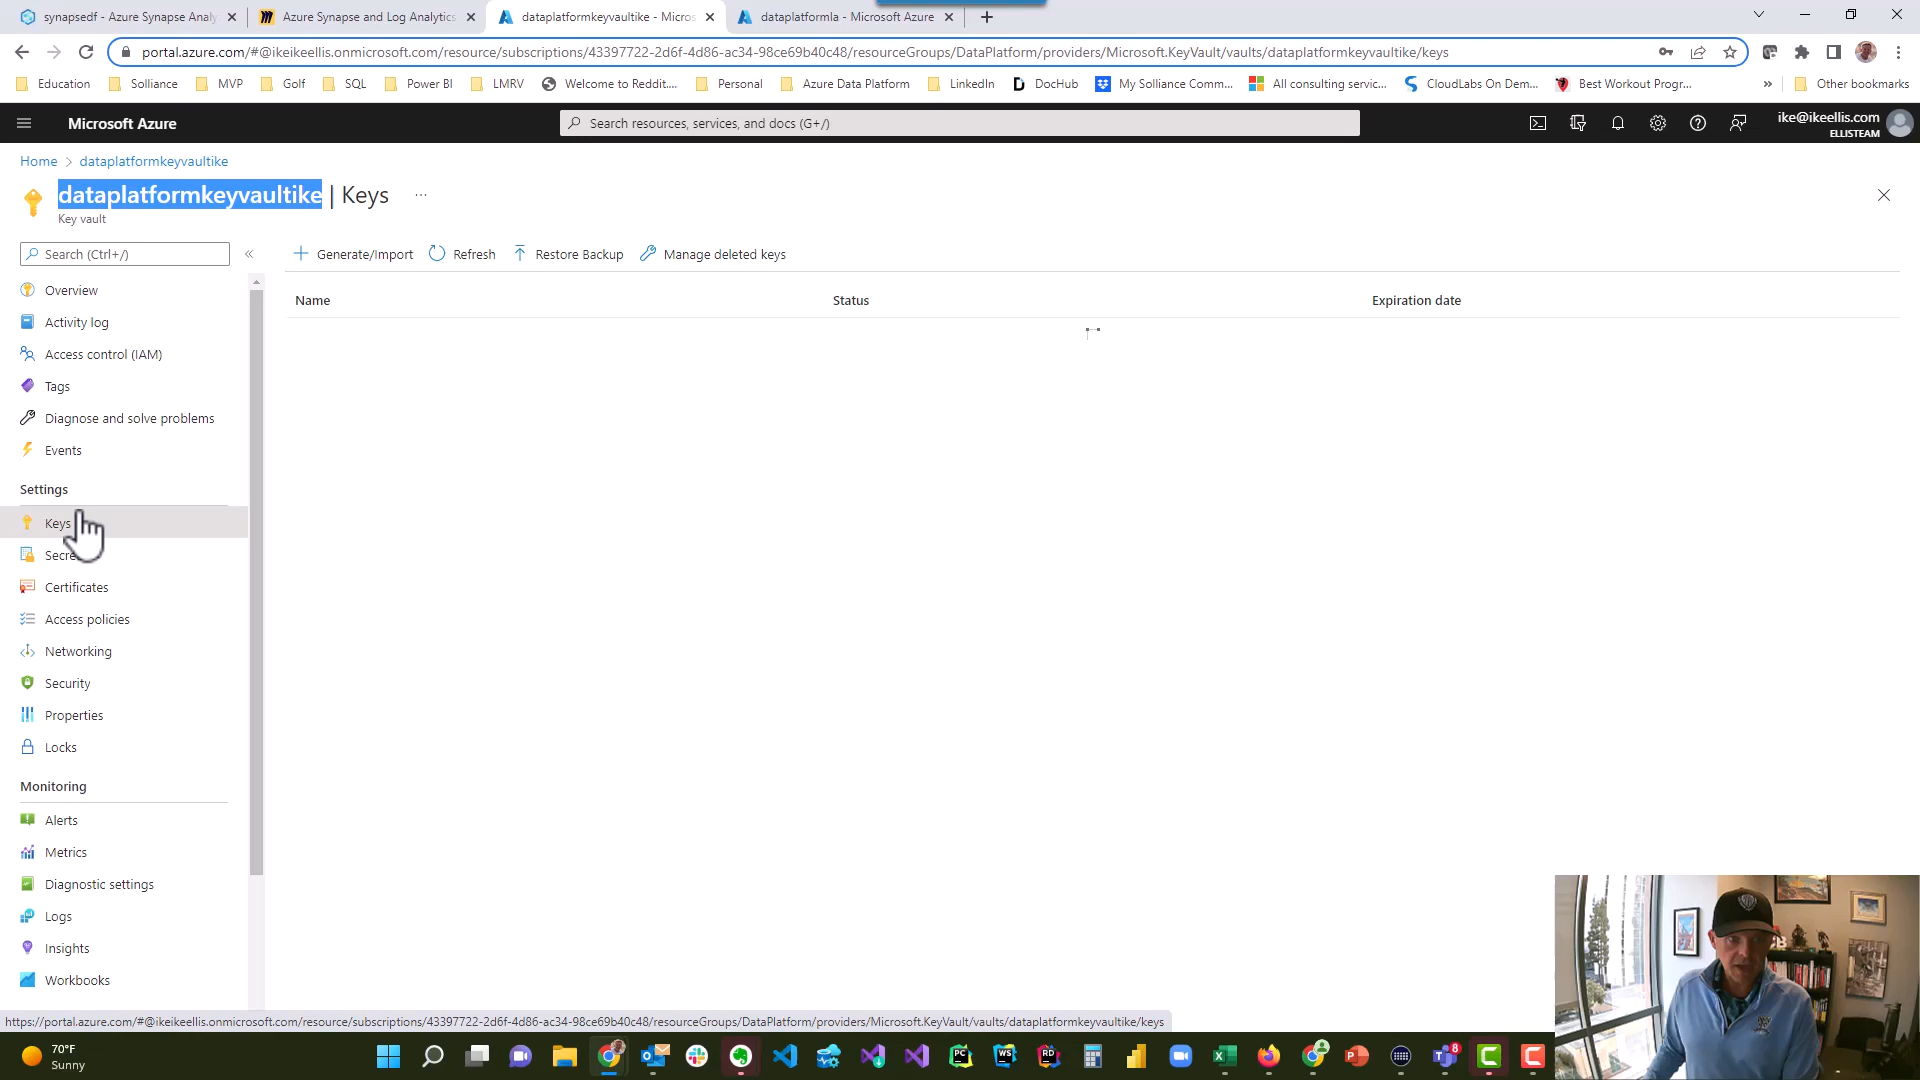 synapsedf - Azure Synapse Analy
Azure Synapse and Log Analytics
dataplatformkeyvaultike - Micros
dataplatformla - Microsoft Azure
portal.azure.com/#@ikeikeellis.onmicrosoft.com/resource/subscriptions/43397722-2d6f-4d86-ac34-98ce69b40c48/resourceGroups/DataPlatform/providers/Microsoft.KeyVault/vaults/dataplatformkeyvaultike/keys
Education
Solliance
MVP
Golf
SQL
Power BI
LMRV
Welcome to Reddit....
Personal
Azure Data Platform
LinkedIn
DocHub
My Solliance Comm...
All consulting servic...
CloudLabs On Dem...
Best Workout Progr...
»
Other bookmarks
Microsoft Azure
Search resources, services, and docs (G+/)
ike@ikeellis.com
ELLISTEAM
Home > dataplatformkeyvaultike
dataplatformkeyvaultike | Keys ...
Key vault
Search (Ctrl+/)
«
Generate/Import
Refresh
Restore Backup
Manage deleted keys
Name
Status
Expiration date
Overview
Activity log
Access control (IAM)
Tags
Diagnose and solve problems
Events
Settings
Keys
Secre
Certificates
Access policies
Networking
Security
Properties
Locks
Monitoring
Alerts
Metrics
Diagnostic settings
Logs
Insights
Workbooks
https://portal.azure.com/#@ikeikeellis.onmicrosoft.com/resource/subscriptions/43397722-2d6f-4d86-ac34-98ce69b40c48/resourceGroups/DataPlatform/providers/Microsoft.KeyVault/vaults/dataplatformkeyvaultike/keys
70°F
Sunny
PC
WS
RD
8